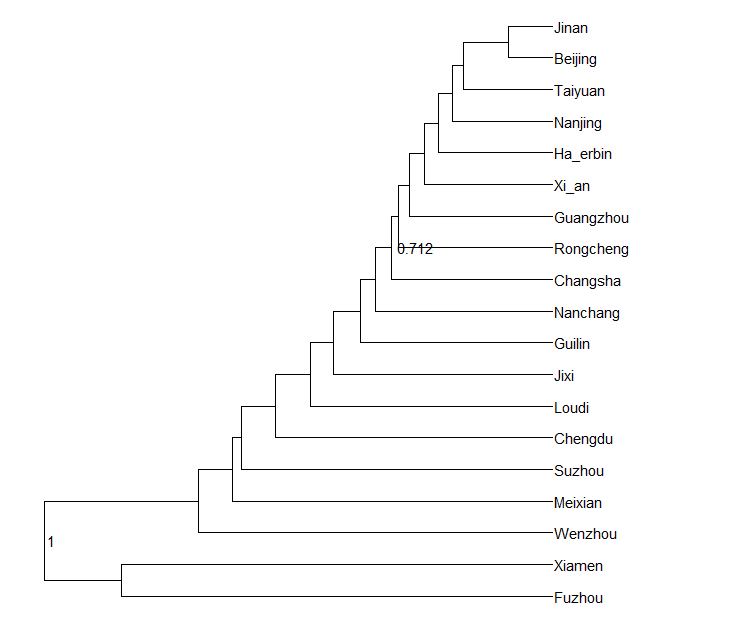 Jinan
Beijing
Taiyuan
Nanjing
Ha_erbin
Xi_an
Guangzhou
0.712 Rongcheng
Changsha
Nanchang
Guilin
Jixi
Loudi
Chengdu
Suzhou
Meixian
Wenzhou
1
Xiamen
Fuzhou